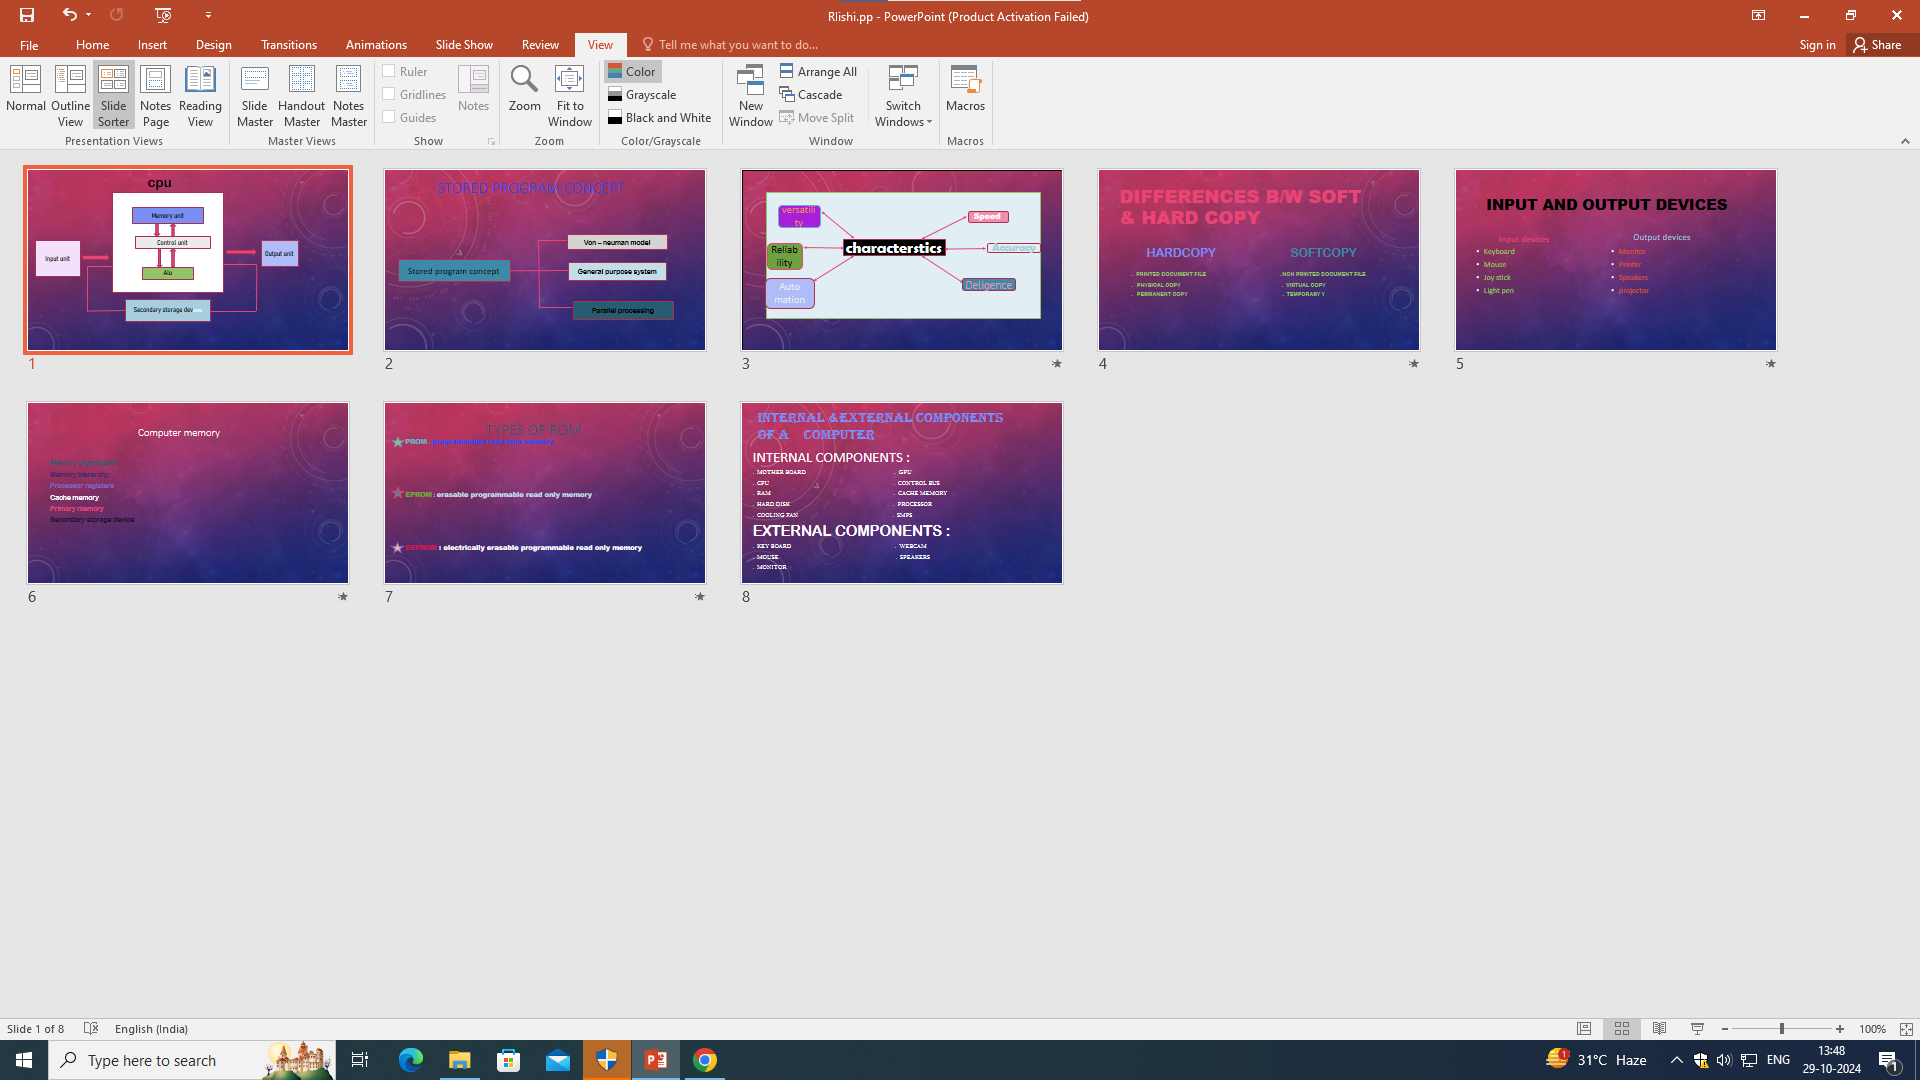 Rlishi.pp - PowerPoint (Product Activation Failed)
File Home Insert Design Transitions Animations Slide Show Review View Tell me what you want to do... Sign in Share
Normal Outline View Slide Sorter Notes Page Reading View
Presentation Views
Slide Master Handout Master Notes Master
Master Views
Ruler
Gridlines
Guides
Notes
Show
Zoom Fit to Window
Zoom
Color
Grayscale
Black and White
Color/Grayscale
New Window
Arrange All
Cascade
Move Split
Switch Windows
Window
Macros
Macros
cpu
Memory unit
Control unit
Alu
Input unit
Output unit
Secondary storage device
1
STORED PROGRAM CONCEPT
Stored program concept
Von – neuman model
General purpose system
Parallel processing
2
versatili
ty
Reliab
ility
Auto
mation
characterstics
Speed
Accuracy
Deligence
3
DIFFERENCES B/W SOFT
& HARD COPY
HARDCOPY
. PRINTED DOCUMENT FILE
. PHYSICAL COPY
. PERMANENT COPY
SOFTCOPY
. NON PRINTED DOCUMENT FILE
. VIRTUAL COPY
. TEMPORARY Y
4
INPUT AND OUTPUT DEVICES
Input devices
• Keyboard
• Mouse
• Joy stick
• Light pen
Output devices
• Monitor
• Printer
• Speakers
• projector
5
Computer memory
Memory hierarchy
Processor registers
Cache memory
Primary memory
Secondary storage device
6
TYPES OF ROM
PROM : programmable read only memory
EPROM : erasable programmable read only memory
EEPROM : electrically erasable programmable read only memory
7
INTERNAL & EXTERNAL COMPONENTS
OF A COMPUTER
INTERNAL COMPONENTS :
. MOTHER BOARD . GPU
. CPU . CONTROL BUS
. RAM . CACHE MEMORY
. HARD DISK . PROCESSOR
. COOLING FAN . SMPS
EXTERNAL COMPONENTS :
. KEY BOARD . WEBCAM
. MOUSE . SPEAKERS
. MONITOR
8
Slide 1 of 8 English (India) 100%
Type here to search
1 31°C Haze ENG 13:48
29-10-2024 1